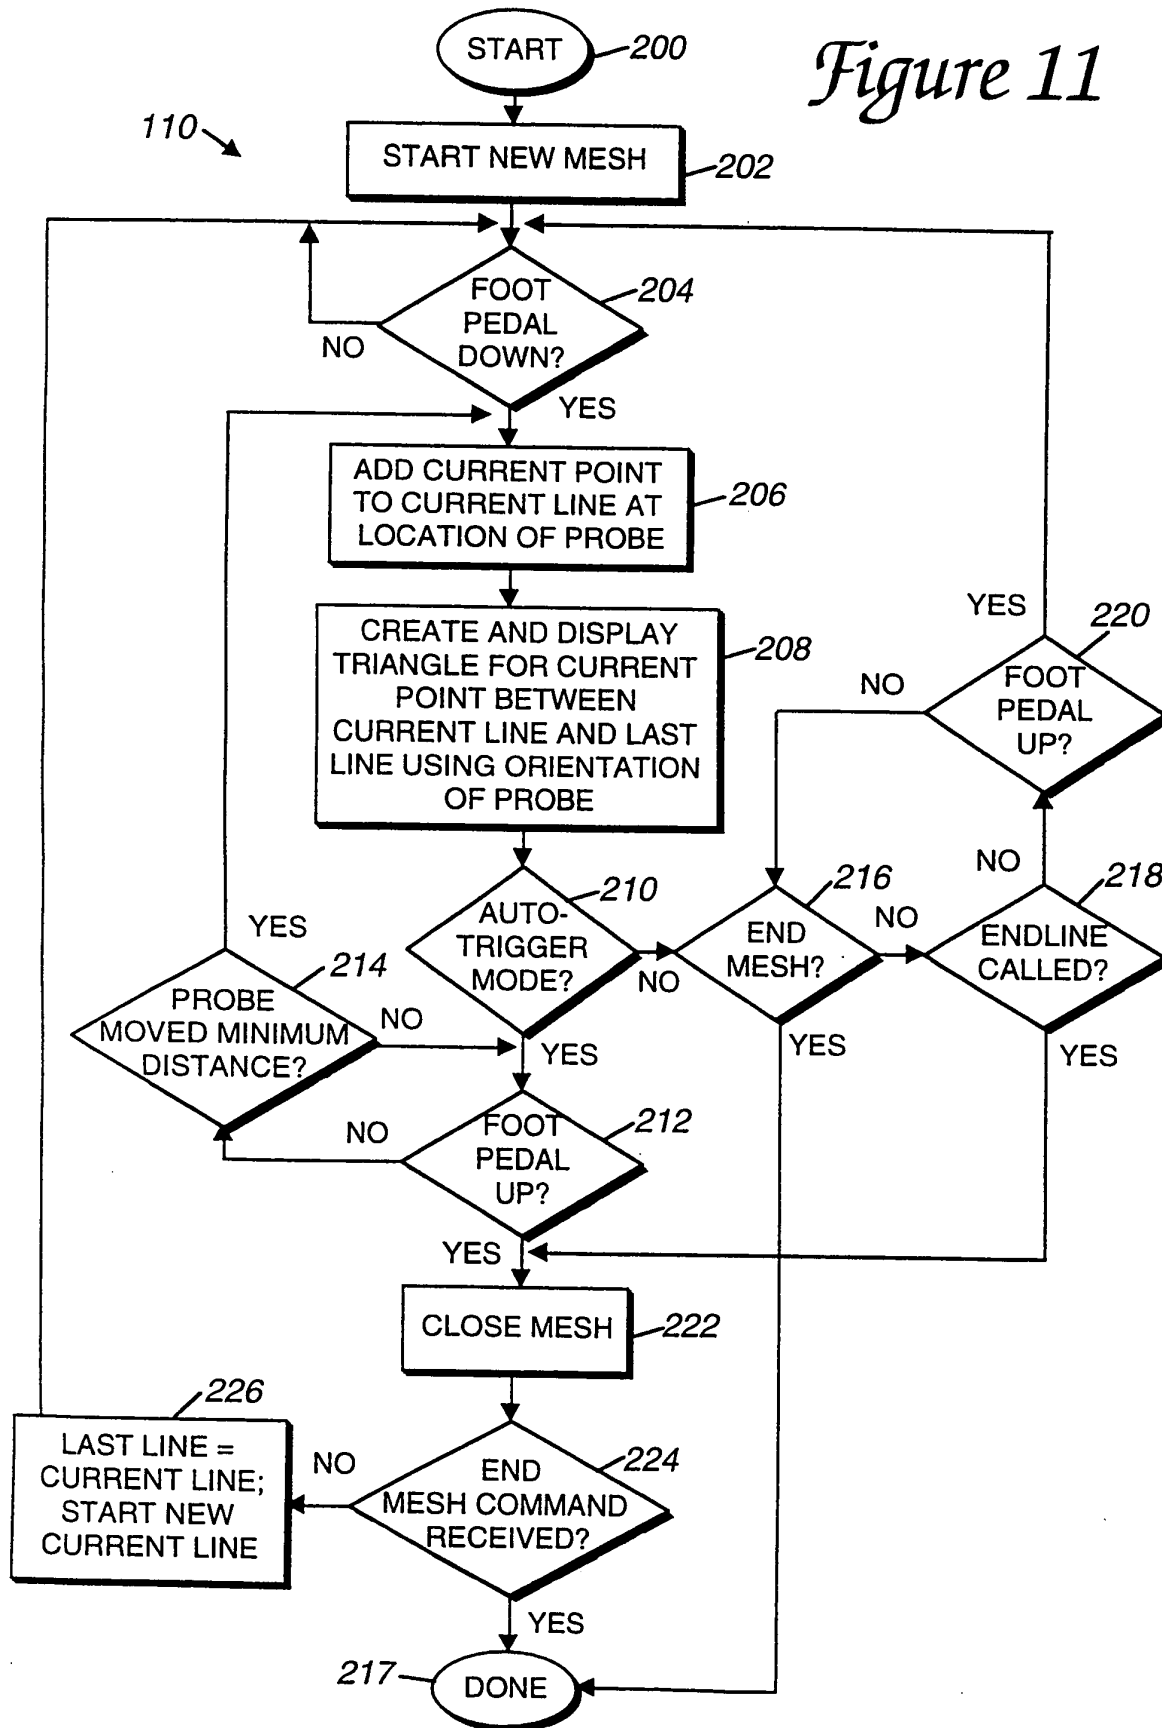 START
200
Figure 11
110
START NEW MESH
202
FOOT
PEDAL
DOWN?
204
NO
YES
ADD CURRENT POINT
TO CURRENT LINE AT
LOCATION OF PROBE
206
CREATE AND DISPLAY
TRIANGLE FOR CURRENT
POINT BETWEEN
CURRENT LINE AND LAST
LINE USING ORIENTATION
OF PROBE
208
YES
220
FOOT
PEDAL
UP?
NO
AUTO-
TRIGGER
MODE?
210
NO
YES
END
MESH?
216
NO
YES
NO
218
ENDLINE
CALLED?
YES
YES
214
PROBE
MOVED MINIMUM
DISTANCE?
NO
FOOT
PEDAL
UP?
212
NO
YES
CLOSE MESH
222
226
LAST LINE =
CURRENT LINE;
START NEW
CURRENT LINE
NO
END
MESH COMMAND
RECEIVED?
224
YES
217
DONE